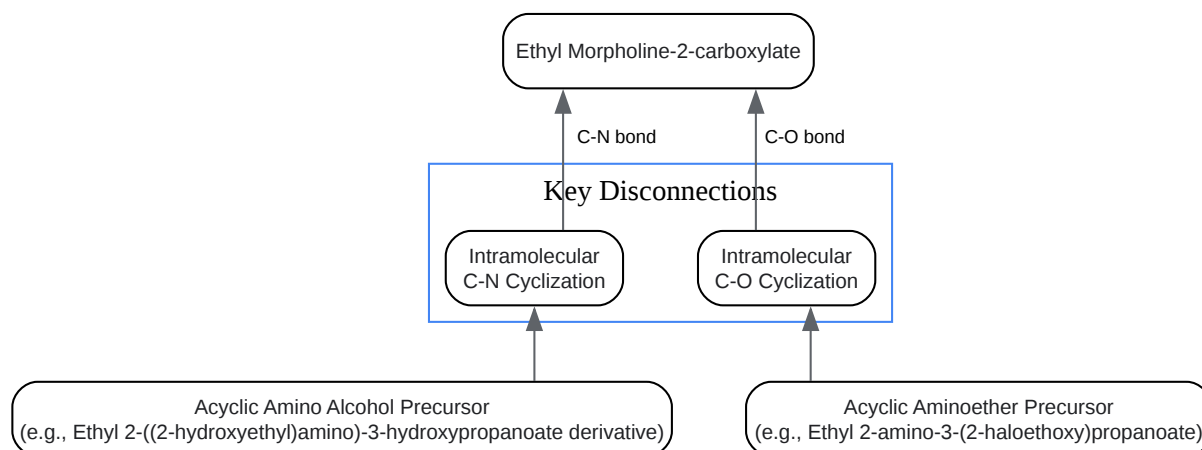 Ethyl Morpholine-2-carboxylate
C-N bond
C-O bond
Key Disconnections
Intramolecular
C-N Cyclization
Intramolecular
C-O Cyclization
Acyclic Amino Alcohol Precursor
(e.g., Ethyl 2-((2-hydroxyethyl)amino)-3-hydroxypropanoate derivative)
Acyclic Aminoether Precursor
(e.g., Ethyl 2-amino-3-(2-haloethoxy)propanoate)